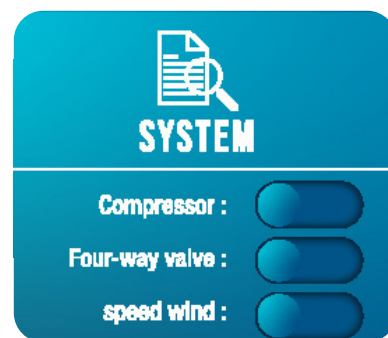 SYSTEM
Compressor :
Four-way valve :
speed wind :